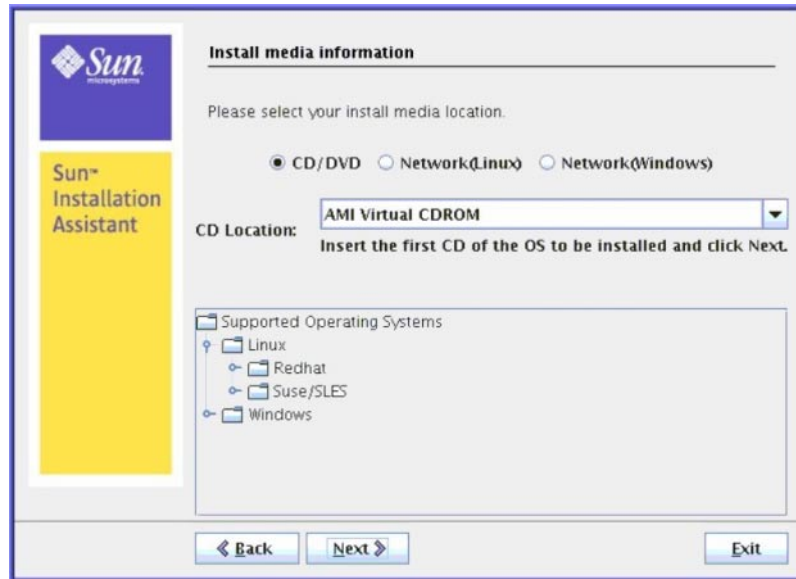 Sun
microsystems
Sun™
Installation
Assistant
Install media information
Please select your install media location.
CD/DVD Network(Linux) Network(Windows)
CD Location: AMI Virtual CDROM
Insert the first CD of the OS to be installed and click Next.
Supported Operating Systems
Linux
Redhat
Suse/SLES
Windows
Back Next Exit